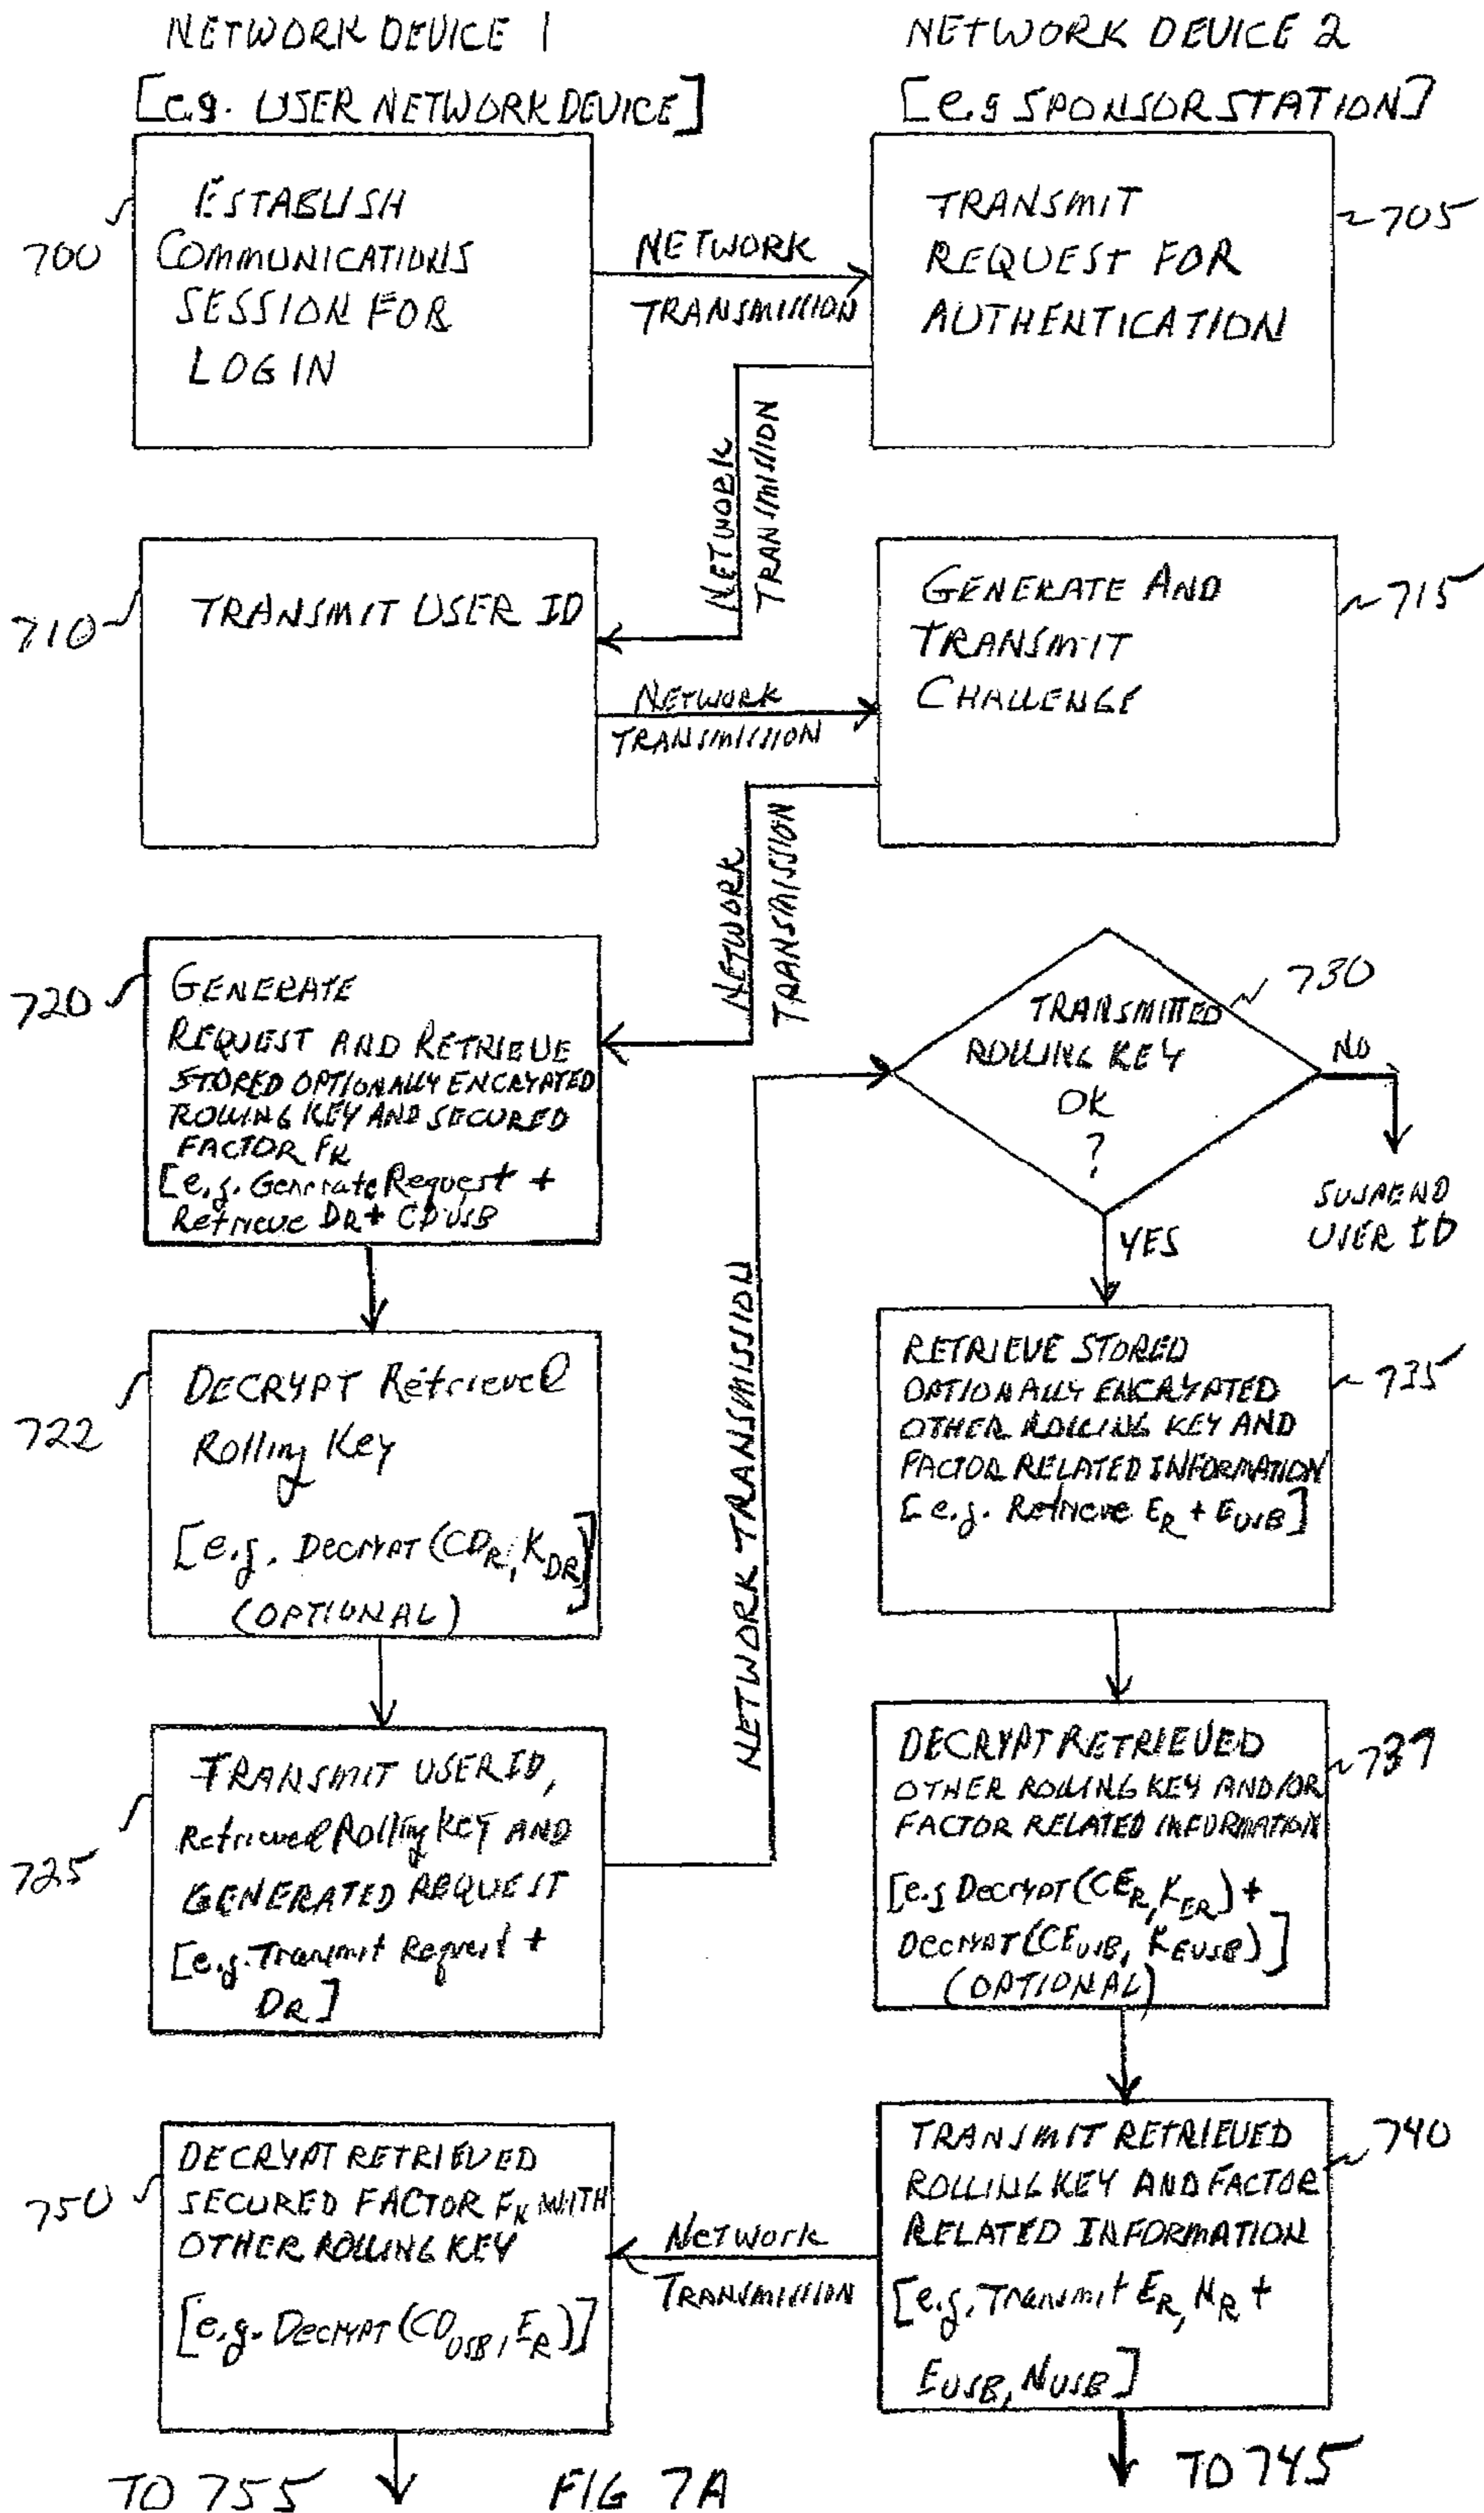 NETWORK DEVICE 1
[e.g. USER NETWORK DEVICE]
NETWORK DEVICE 2
[e.g SPONSOR STATION]
700
ESTABLISH
COMMUNICATIONS
SESSION FOR
LOGIN
NETWORK
TRANSMISSION
TRANSMIT
REQUEST FOR
AUTHENTICATION
705
NETWORK
TRANSMISSION
710
TRANSMIT USER ID
NETWORK
TRANSMISSION
GENERATE AND
TRANSMIT
CHALLENGE
715
NETWORK
TRANSMISSION
720
GENERATE
REQUEST AND RETRIEVE
STORED OPTIONALLY ENCRYPTED
ROLLING KEY AND SECURED
FACTOR FK
[e.g. Generate Request +
Retrieve DR + CDUSB
TRANSMITTED
ROLLING KEY
OK
?
730
NO
SUSPEND
USER ID
YES
722
DECRYPT Retrieved
Rolling Key
[e.g. DECRYPT (CDR, KDR)]
(OPTIONAL)
NETWORK TRANSMISSION
RETRIEVE STORED
OPTIONALLY ENCRYPTED
OTHER ROLLING KEY AND
FACTOR RELATED INFORMATION
[e.g. Retrieve ER + EUSB]
735
725
TRANSMIT USER ID,
Retrieved Rolling KEY AND
GENERATED REQUEST
[e.g. Transmit Request +
DR]
DECRYPT RETRIEVED
OTHER ROLLING KEY AND/OR
FACTOR RELATED INFORMATION
[e.g Decrypt (CER, KER) +
DECRYPT (CEUSB, KEUSB)]
(OPTIONAL)
737
750
DECRYPT RETRIEVED
SECURED FACTOR FK WITH
OTHER ROLLING KEY
[e.g. DECRYPT (CDUSB, ER)]
Network
TRANSMISSION
TRANSMIT RETRIEVED
ROLLING KEY AND FACTOR
RELATED INFORMATION
[e.g. Transmit ER, NR +
EUSB, NUSB]
740
TO 755
FIG 7A
TO 745